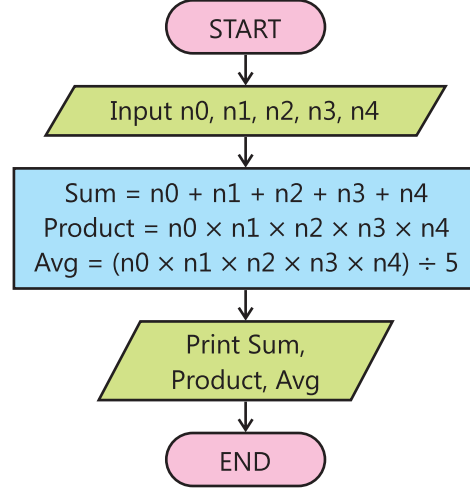 START
Input n0, n1, n2, n3, n4
Sum = n0 + n1 + n2 + n3 + n4
Product = n0 × n1 × n2 × n3 × n4
Avg = (n0 × n1 × n2 × n3 × n4) ÷ 5
Print Sum,
Product, Avg
END